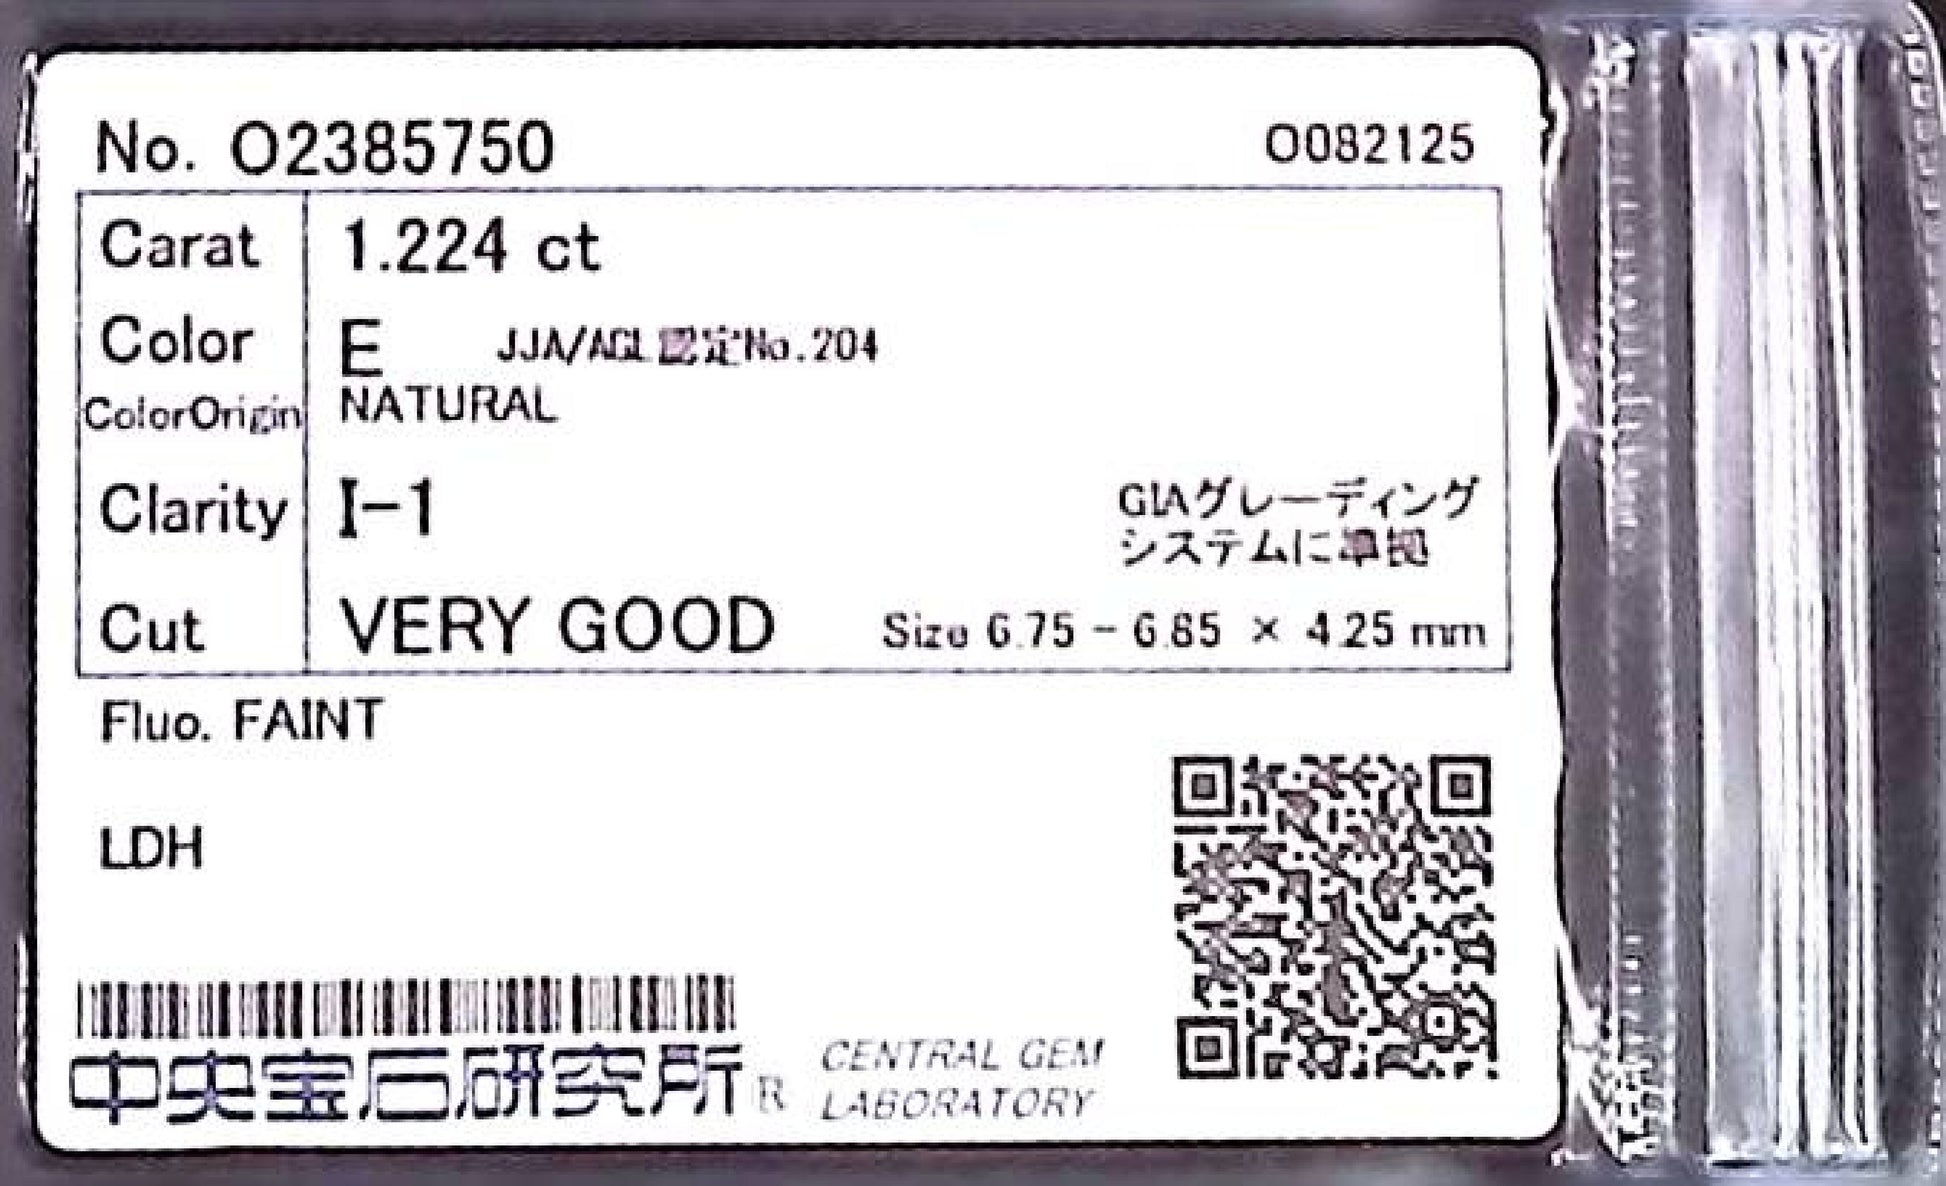 No. O2385750 O082125
Carat 1.224 ct
Color E JJA/AGL認定No.204
ColorOrigin NATURAL
Clarity I-1 GIAグレーディング
システムに準拠
Cut VERY GOOD Size 6.75 - 6.85 × 4.25 mm
Fluo. FAINT
LDH
中央宝石研究所 R CENTRAL GEM
LABORATORY